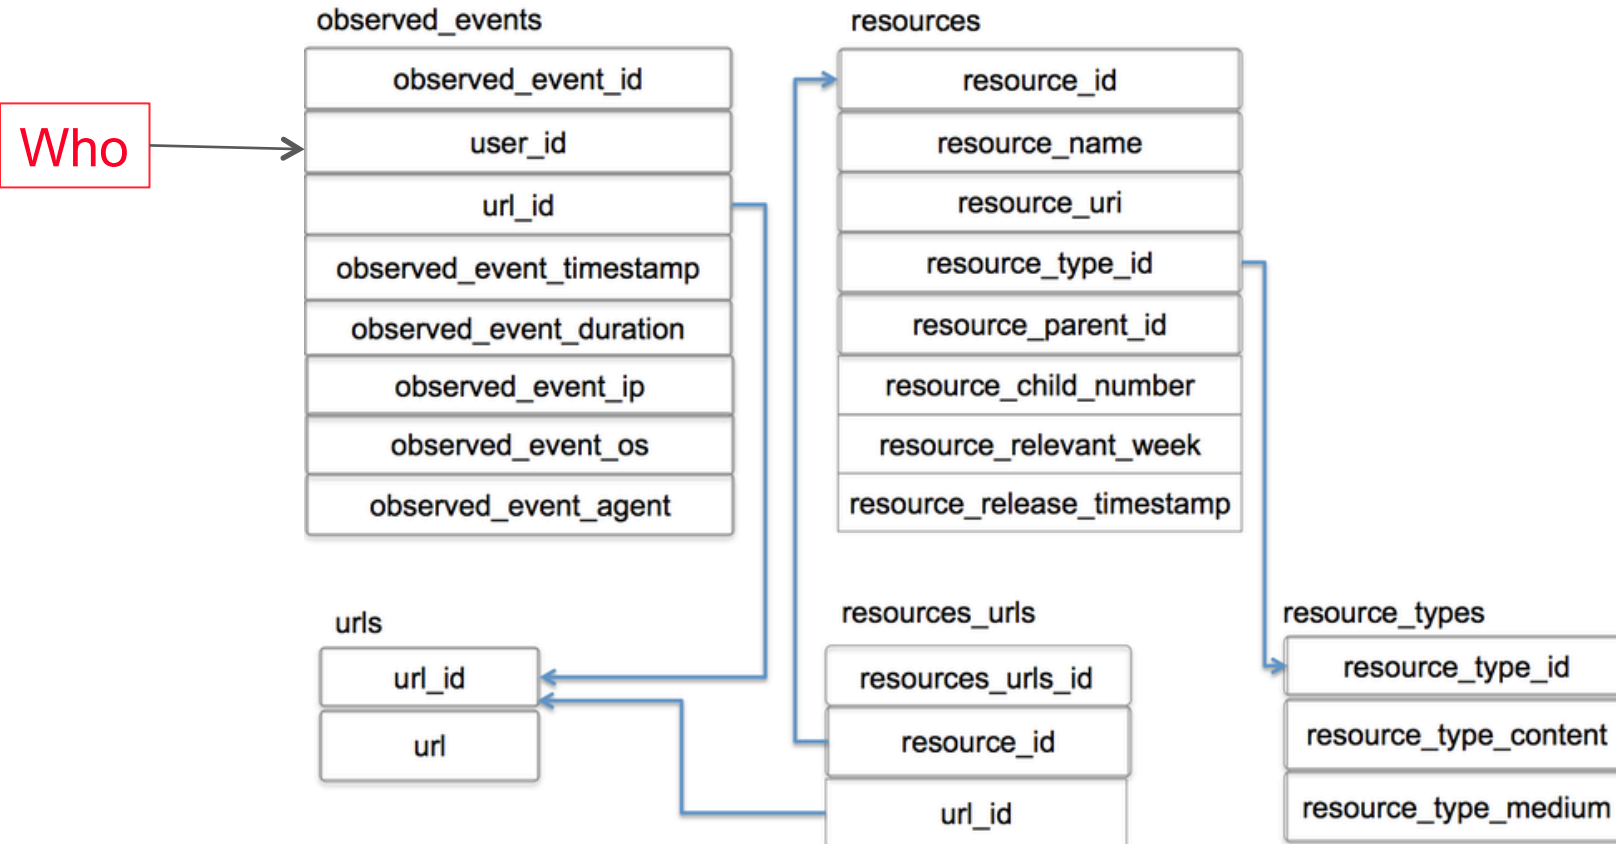 Who
observed_events
observed_event_id
user_id
url_id
observed_event_timestamp
observed_event_duration
observed_event_ip
observed_event_os
observed_event_agent
resources
resource_id
resource_name
resource_uri
resource_type_id
resource_parent_id
resource_child_number
resource_relevant_week
resource_release_timestamp
urls
url_id
url
resources_urls
resources_urls_id
resource_id
url_id
resource_types
resource_type_id
resource_type_content
resource_type_medium